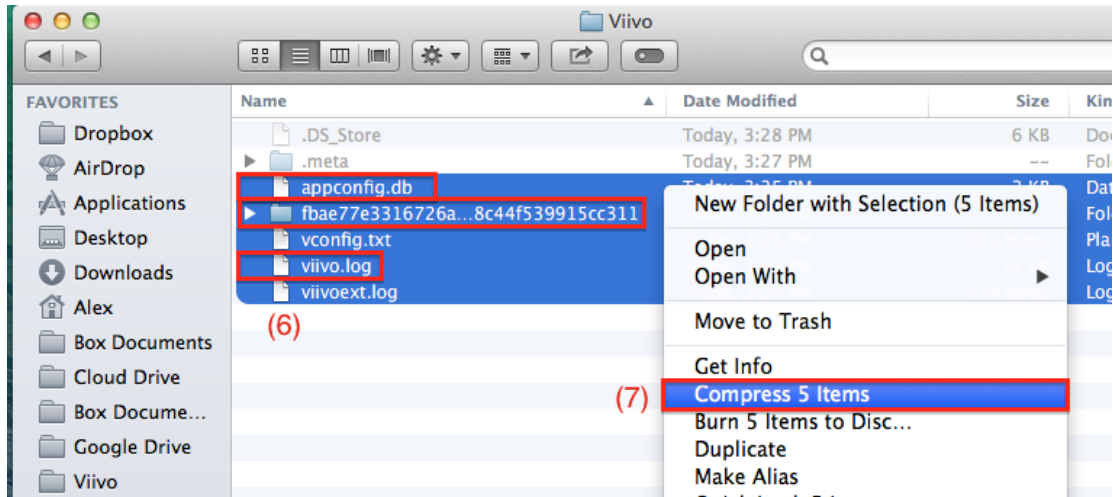 Viivo
FAVORITES
Dropbox
AirDrop
Applications
Desktop
Downloads
Alex
Box Documents
Cloud Drive
Box Docume...
Google Drive
Viivo
Name Date Modified Size Kin
.DS_Store Today, 3:28 PM 6 KB Doc
.meta Today, 3:27 PM -- Fol
appconfig.db Dat
fbae77e3316726a...8c44f539915cc311 Fol
vconfig.txt Pla
viivo.log Log
viivoext.log Log
(6)
New Folder with Selection (5 Items)
Open
Open With
Move to Trash
Get Info
(7) Compress 5 Items
Burn 5 Items to Disc...
Duplicate
Make Alias